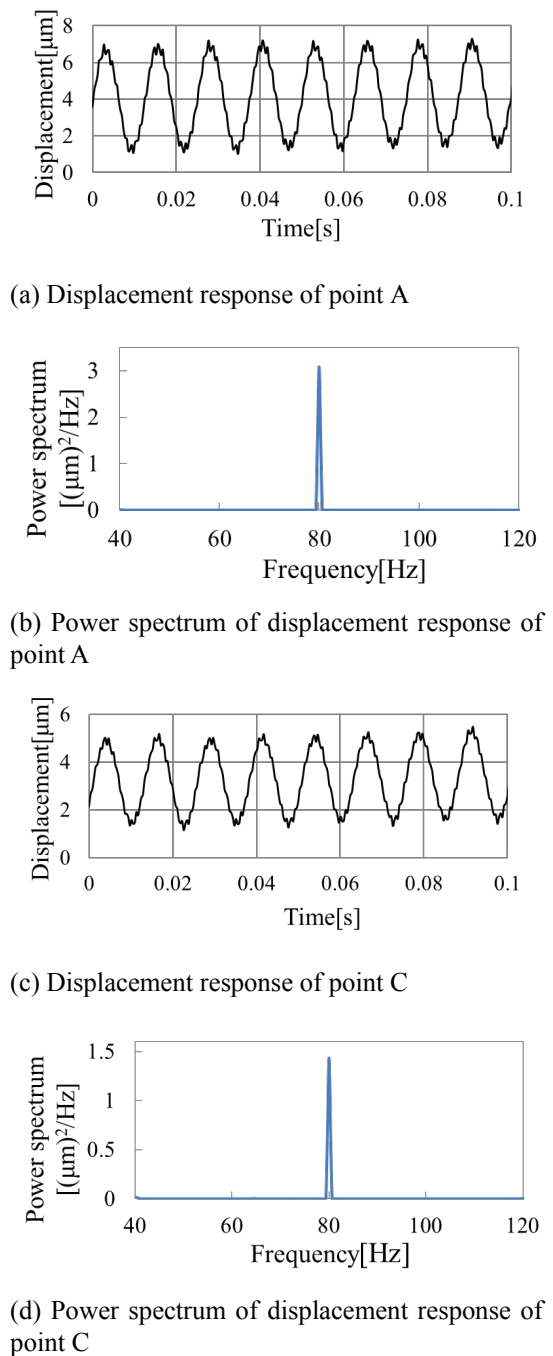 Displacement[μm]
8
6
4
2
0
0 0.02 0.04 0.06 0.08 0.1
Time[s]
(a) Displacement response of point A
Power spectrum
[(μm)²/Hz]
3
2
1
0
40 60 80 100 120
Frequency[Hz]
(b) Power spectrum of displacement response of
point A
Displacement[μm]
6
4
2
0
0 0.02 0.04 0.06 0.08 0.1
Time[s]
(c) Displacement response of point C
Power spectrum
[(μm)²/Hz]
1.5
1
0.5
0
40 60 80 100 120
Frequency[Hz]
(d) Power spectrum of displacement response of
point C